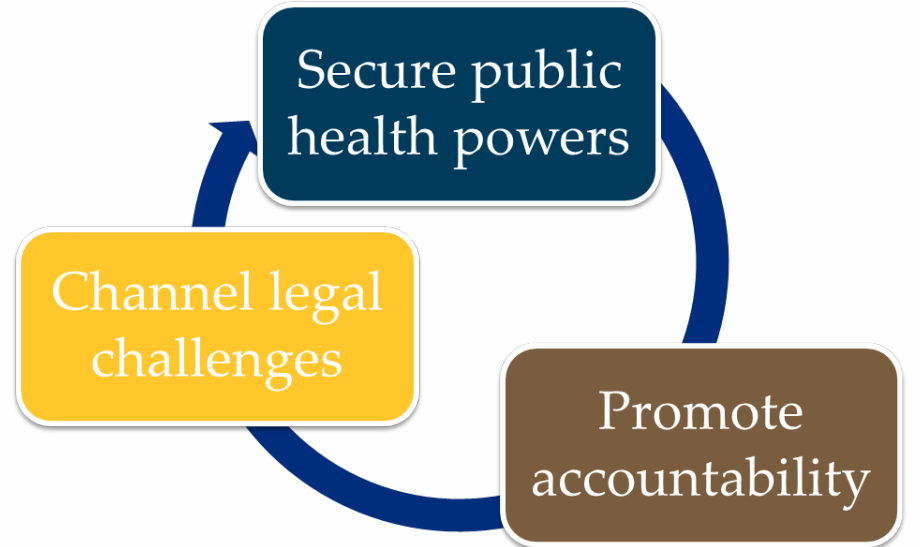 Secure public
health powers
Channel legal
challenges
Promote
accountability